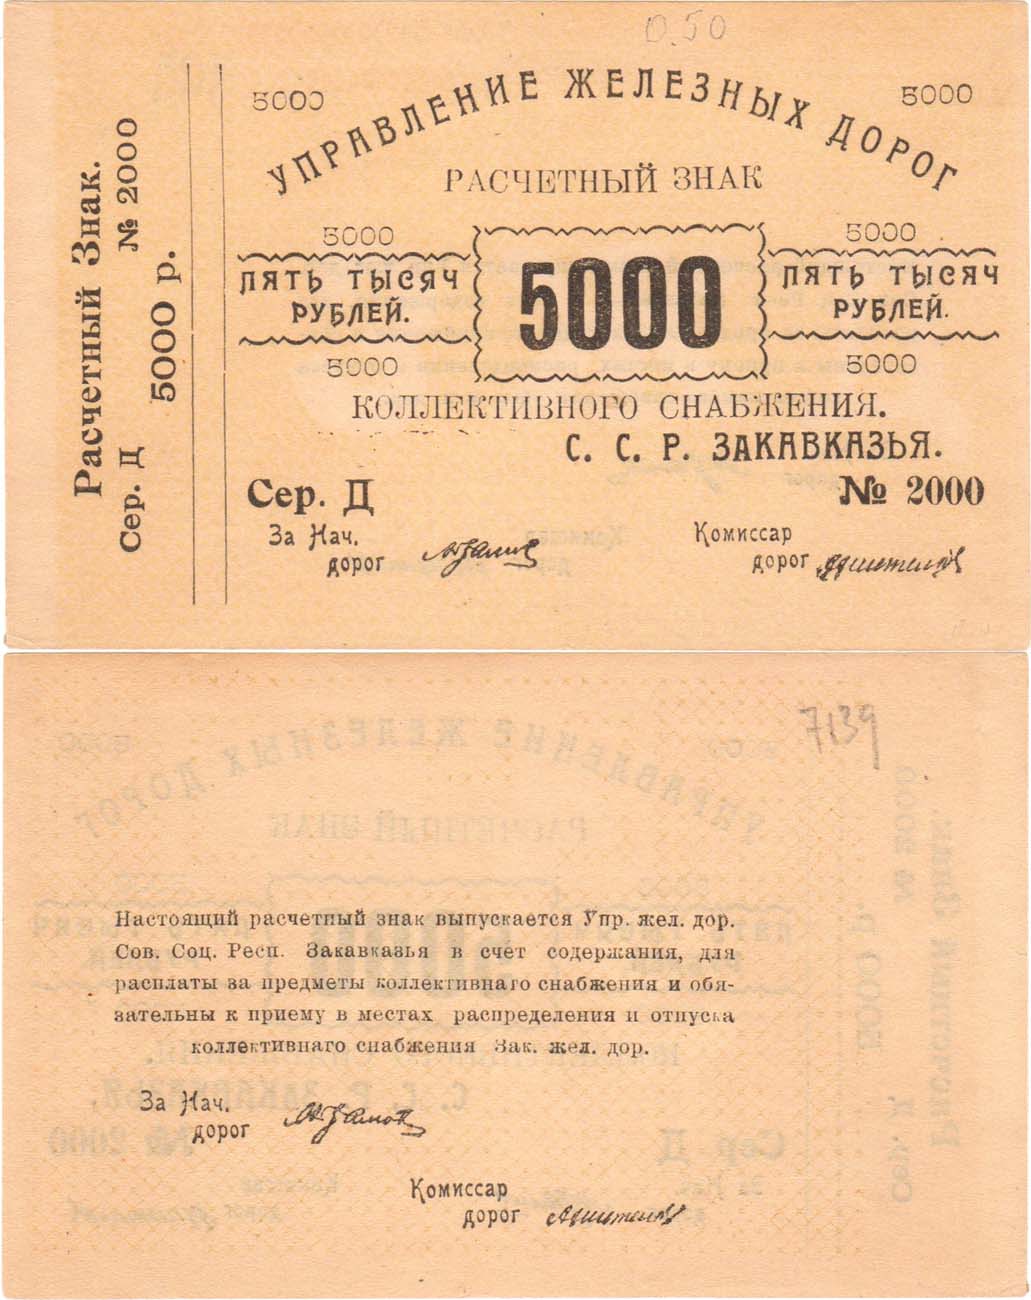 0.50
Расчетный Знак.
Сер. Д № 2000
5000 р.
5000 5000
УПРАВЛЕНИЕ ЖЕЛЕЗНЫХ ДОРОГ
РАСЧЕТНЫЙ ЗНАК
5000 5000
ПЯТЬ ТЫСЯЧ
РУБЛЕЙ.
5000
ПЯТЬ ТЫСЯЧ
РУБЛЕЙ.
5000 5000
КОЛЛЕКТИВНОГО СНАБЖЕНИЯ.
С. С. Р. ЗАКАВКАЗЬЯ.
Сер. Д № 2000
За Нач.
дорог
Комиссар
дорог
7139
Настоящий расчетный знак выпускается Упр. жел. дор.
Сов. Соц. Респ. Закавказья в счет содержания, для
расплаты за предметы коллективнаго снабжения и обя-
зательны к приему в местах распределения и отпуска
коллективнаго снабжения Зак. жел. дор.
За Нач.
дорог
Комиссар
дорог